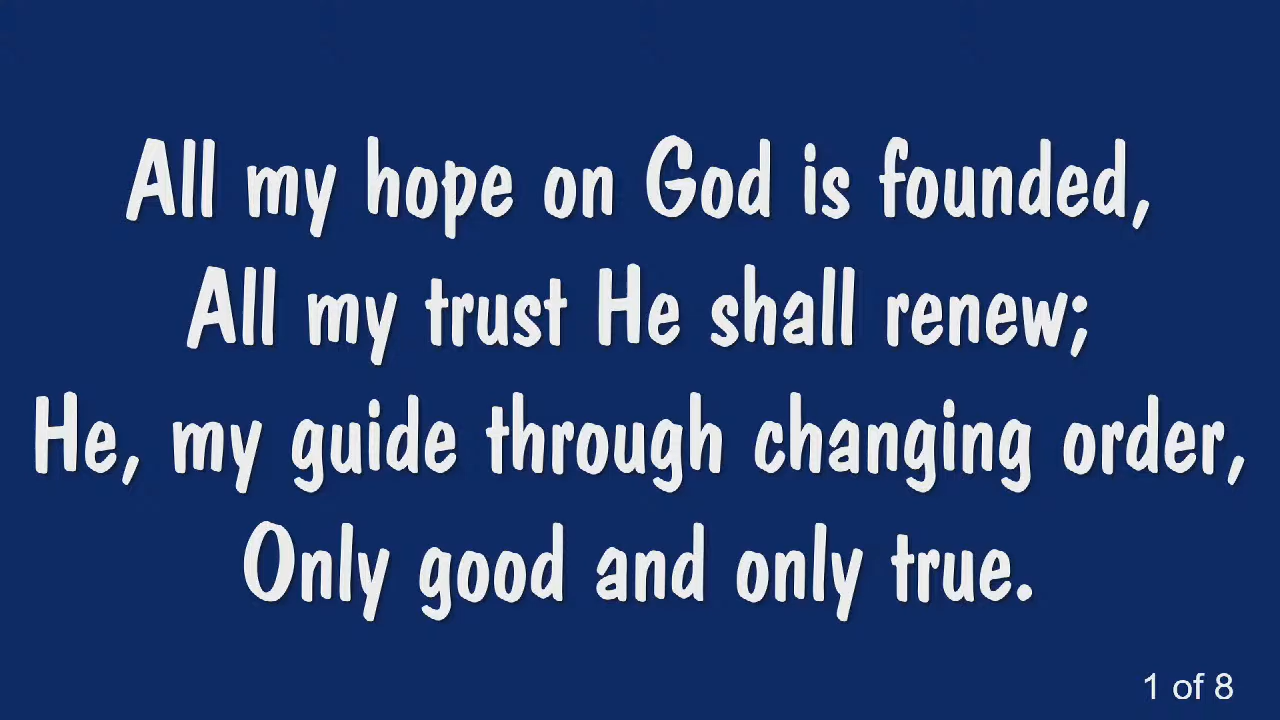 All my hope on God is founded,
All my trust He shall renew;
He, my guide through changing order,
Only good and only true.
1 of 8